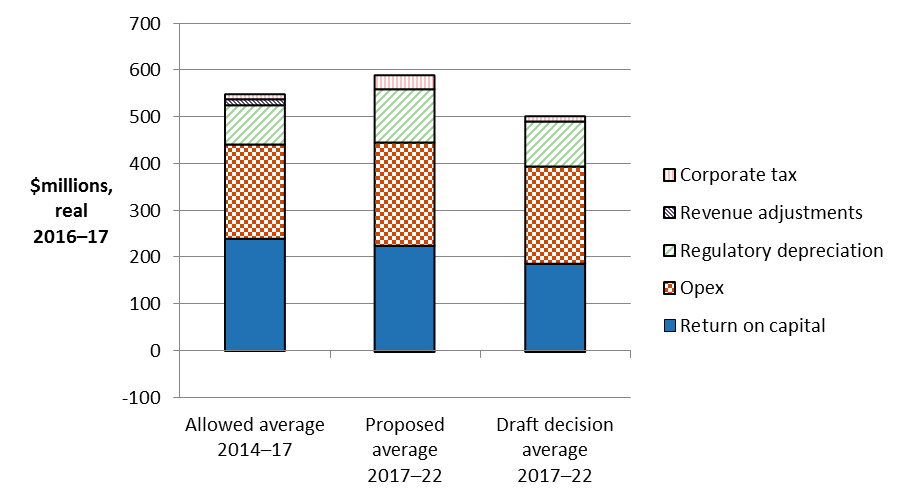 700
600
500
400
300
200
100
0
-100
$millions,
real
2016–17
Allowed average
2014–17
Proposed
average
2017–22
Draft decision
average
2017–22
Corporate tax
Revenue adjustments
Regulatory depreciation
Opex
Return on capital